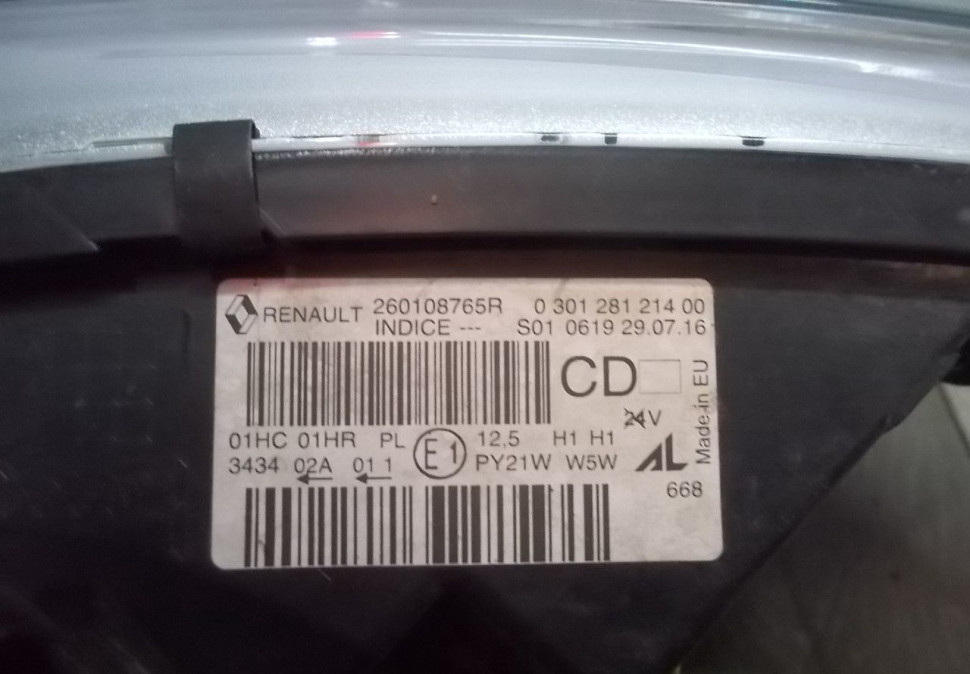 RENAULT 260108765R 0 301 281 214 00
INDICE --- S01 0619 29.07.16
CD
Made in EU
24V
01HC 01HR PL E1 12,5 H1 H1
3434 02A 01 1 PY21W W5W AL
668